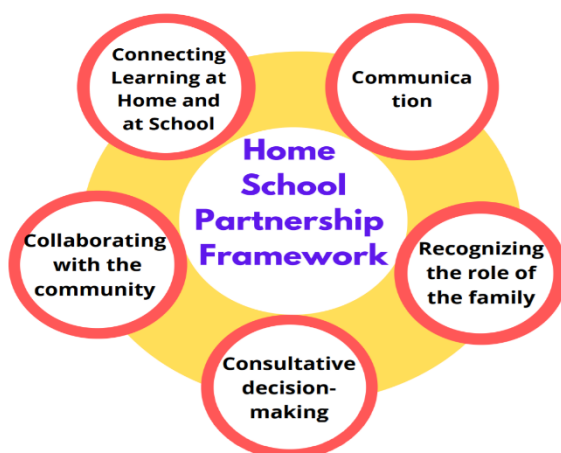 Connecting
Learning at
Home and
at School
Communica
tion
Home
School
Partnership
Framework
Collaborating
with the
community
Recognizing
the role of
the family
Consultative
decision-
making